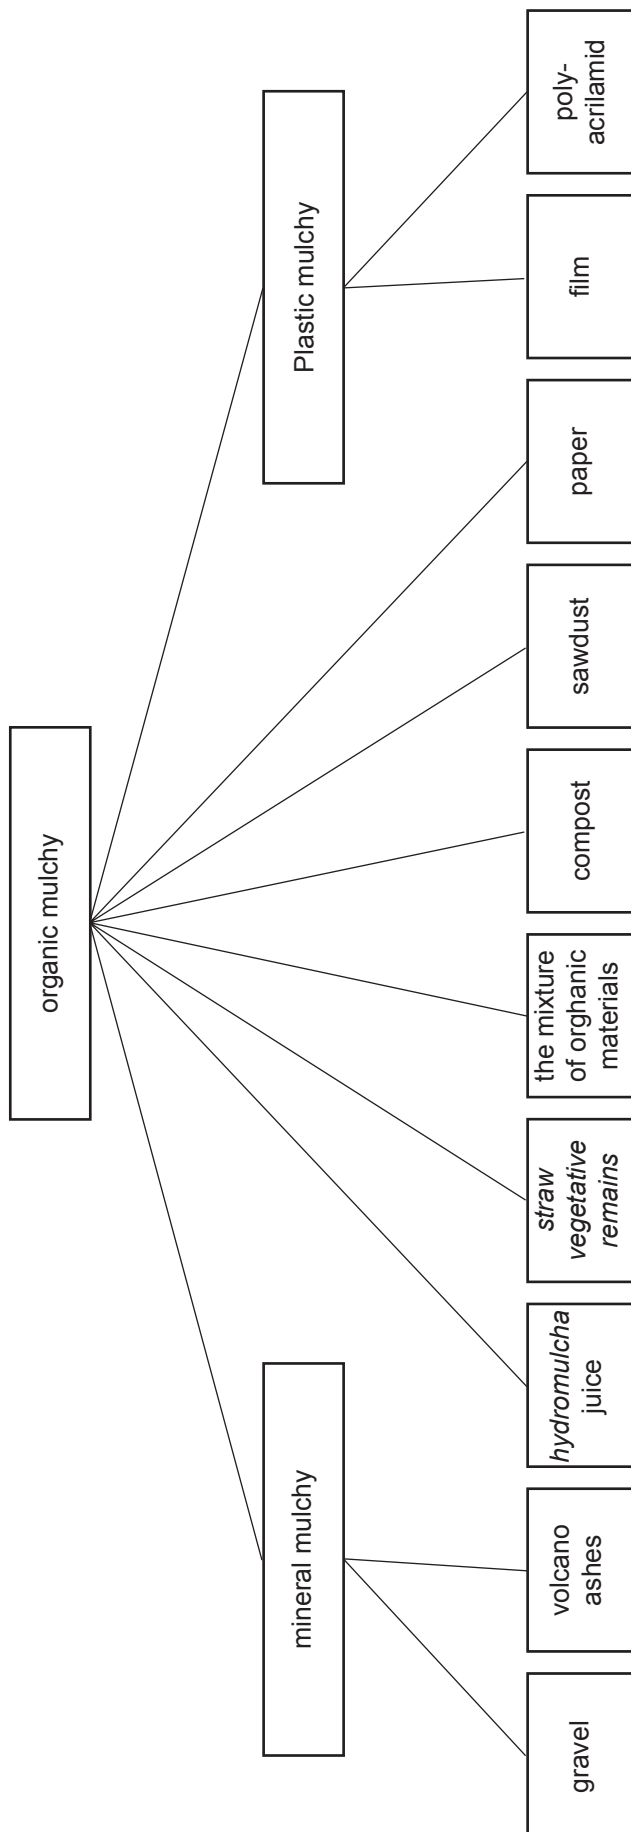 organic mulchy
mineral mulchy
Plastic mulchy
gravel
volcano
ashes
hydromulcha
juice
straw
vegetative
remains
the mixture
of orghanic
materials
compost
sawdust
paper
film
poly-
acrilamid